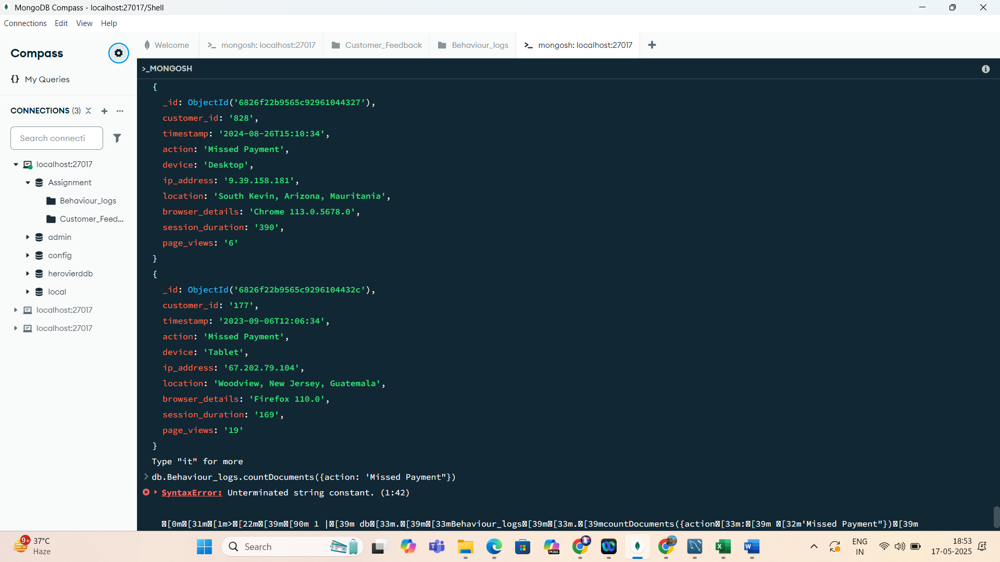 MongoDB Compass - localhost:27017/Shell
Connections Edit View Help
Compass
Welcome
mongosh: localhost:27017
Customer_Feedback
Behaviour_logs
mongosh: localhost:27017
>_MONGOSH
{} My Queries
CONNECTIONS (3)
Search connecti
localhost:27017
Assignment
Behaviour_logs
Customer_Feed...
admin
config
herovierddb
local
localhost:27017
localhost:27017
{
_id: ObjectId('6826f22b9565c92961044327'),
customer_id: '828',
timestamp: '2024-08-26T15:10:34',
action: 'Missed Payment',
device: 'Desktop',
ip_address: '9.39.158.181',
location: 'South Kevin, Arizona, Mauritania',
browser_details: 'Chrome 113.0.5678.0',
session_duration: '390',
page_views: '6'
}
{
_id: ObjectId('6826f22b9565c9296104432c'),
customer_id: '177',
timestamp: '2023-09-06T12:06:34',
action: 'Missed Payment',
device: 'Tablet',
ip_address: '67.202.79.104',
location: 'Woodview, New Jersey, Guatemala',
browser_details: 'Firefox 110.0',
session_duration: '169',
page_views: '19'
}
Type "it" for more
db.Behaviour_logs.countDocuments({action: 'Missed Payment"})
SyntaxError: Unterminated string constant. (1:42)
[0m[31m[1m>[22m[39m[90m 1 |[39m db[33m.[39m[33mBehaviour_logs[39m[33m.[39mcountDocuments({action[33m:[39m [32m'Missed Payment"})[39m
9+
37°C
Haze
Search
M365
ENG
IN
18:53
17-05-2025